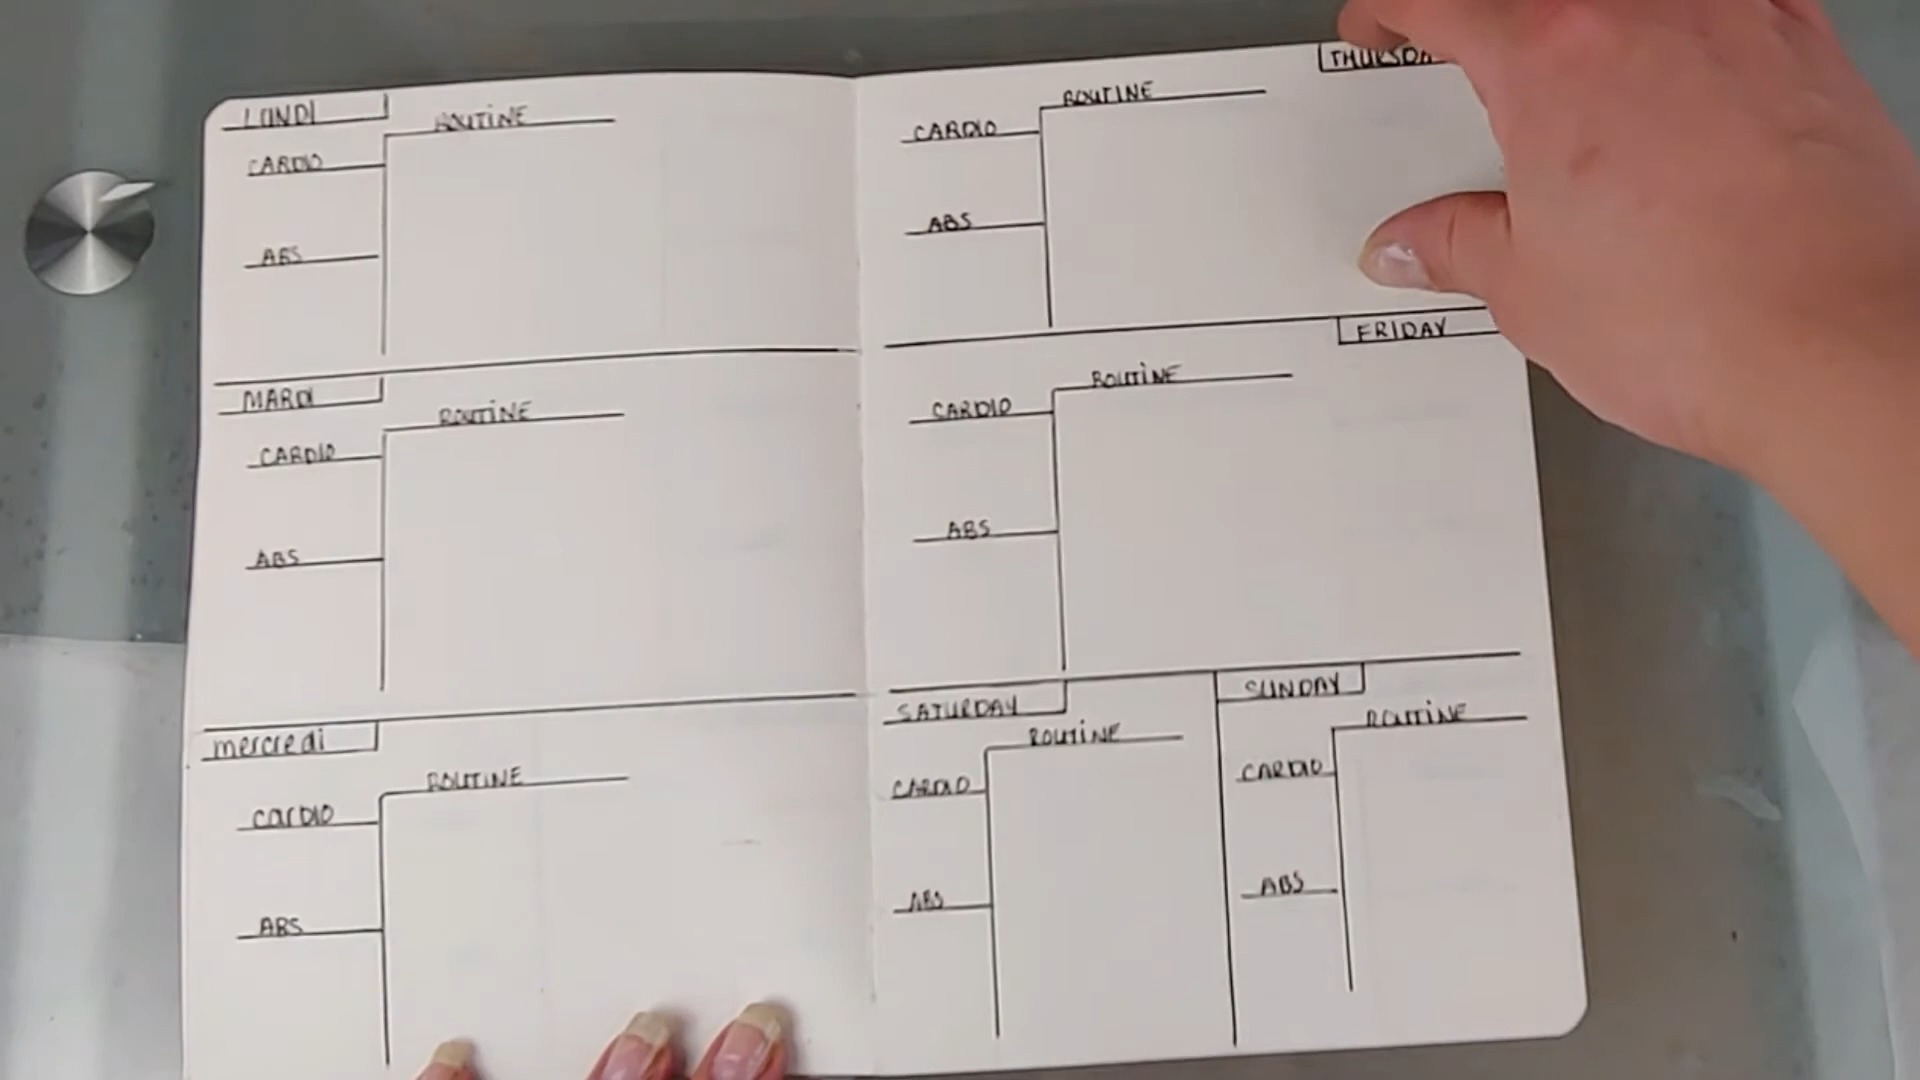 LUNDI
ROUTINE
CARDIO
ABS
MARDI
ROUTINE
CARDIO
ABS
mercredi
ROUTINE
CARDIO
ABS
THURSDA
ROUTINE
CARDIO
ABS
FRIDAY
ROUTINE
CARDIO
ABS
SATURDAY
ROUTINE
CARDIO
ABS
SUNDAY
ROUTINE
CARDIO
ABS